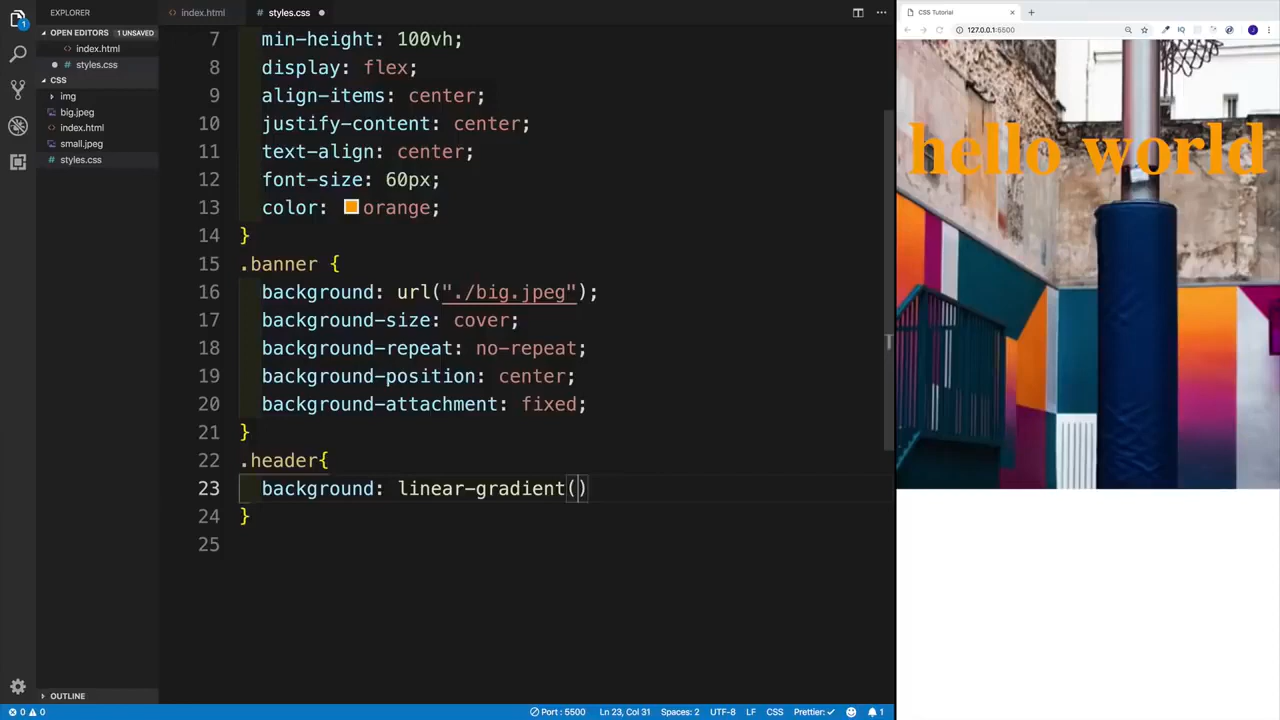 EXPLORER
OPEN EDITORS 1 UNSAVED
index.html
# styles.css
CSS
img
big.jpeg
index.html
small.jpeg
styles.css
OUTLINE
index.html
styles.css
7 min-height: 100vh;
8 display: flex;
9 align-items: center;
10 justify-content: center;
11 text-align: center;
12 font-size: 60px;
13 color: orange;
14 }
15 .banner {
16 background: url("./big.jpeg");
17 background-size: cover;
18 background-repeat: no-repeat;
19 background-position: center;
20 background-attachment: fixed;
21 }
22 .header{
23 background: linear-gradient()
24 }
25
CSS Tutorial
127.0.0.1:5500
hello world
0 0 Port : 5500 Ln 23, Col 31 Spaces: 2 UTF-8 LF CSS Prettier: ✓ 1